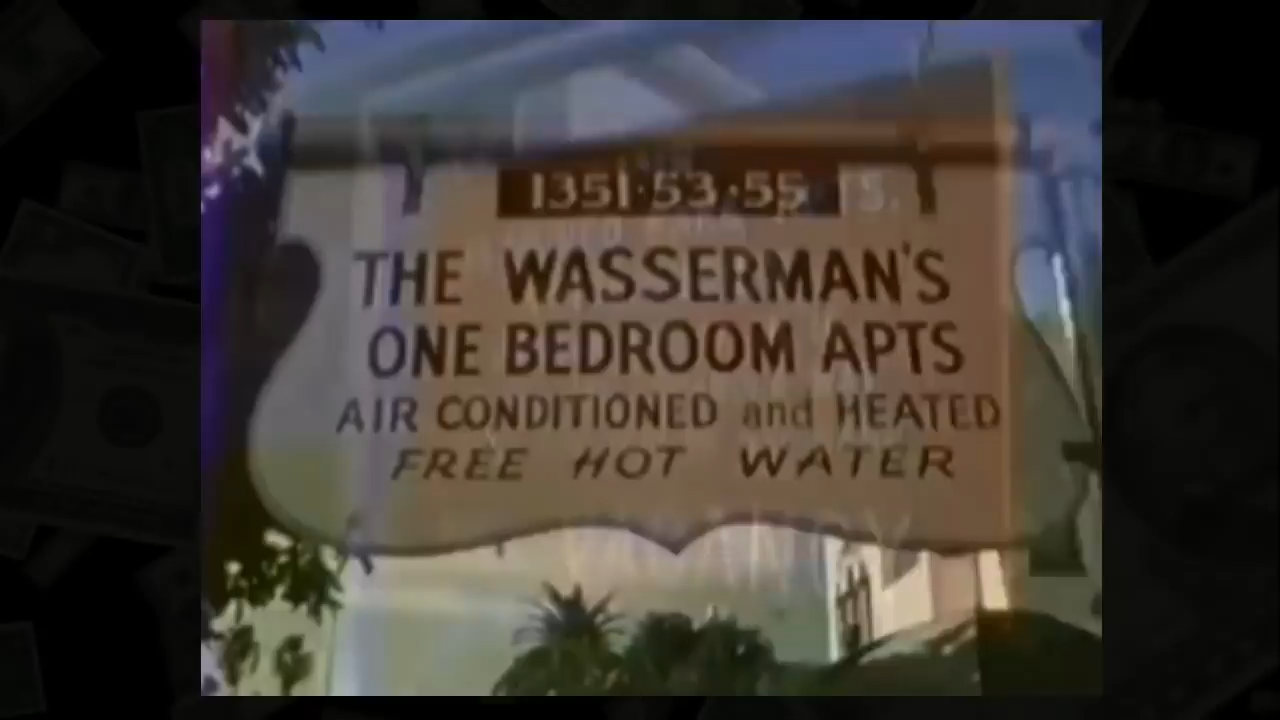 1351·53·55 S.
THE WASSERMAN'S
ONE BEDROOM APTS
AIR CONDITIONED and HEATED
FREE HOT WATER